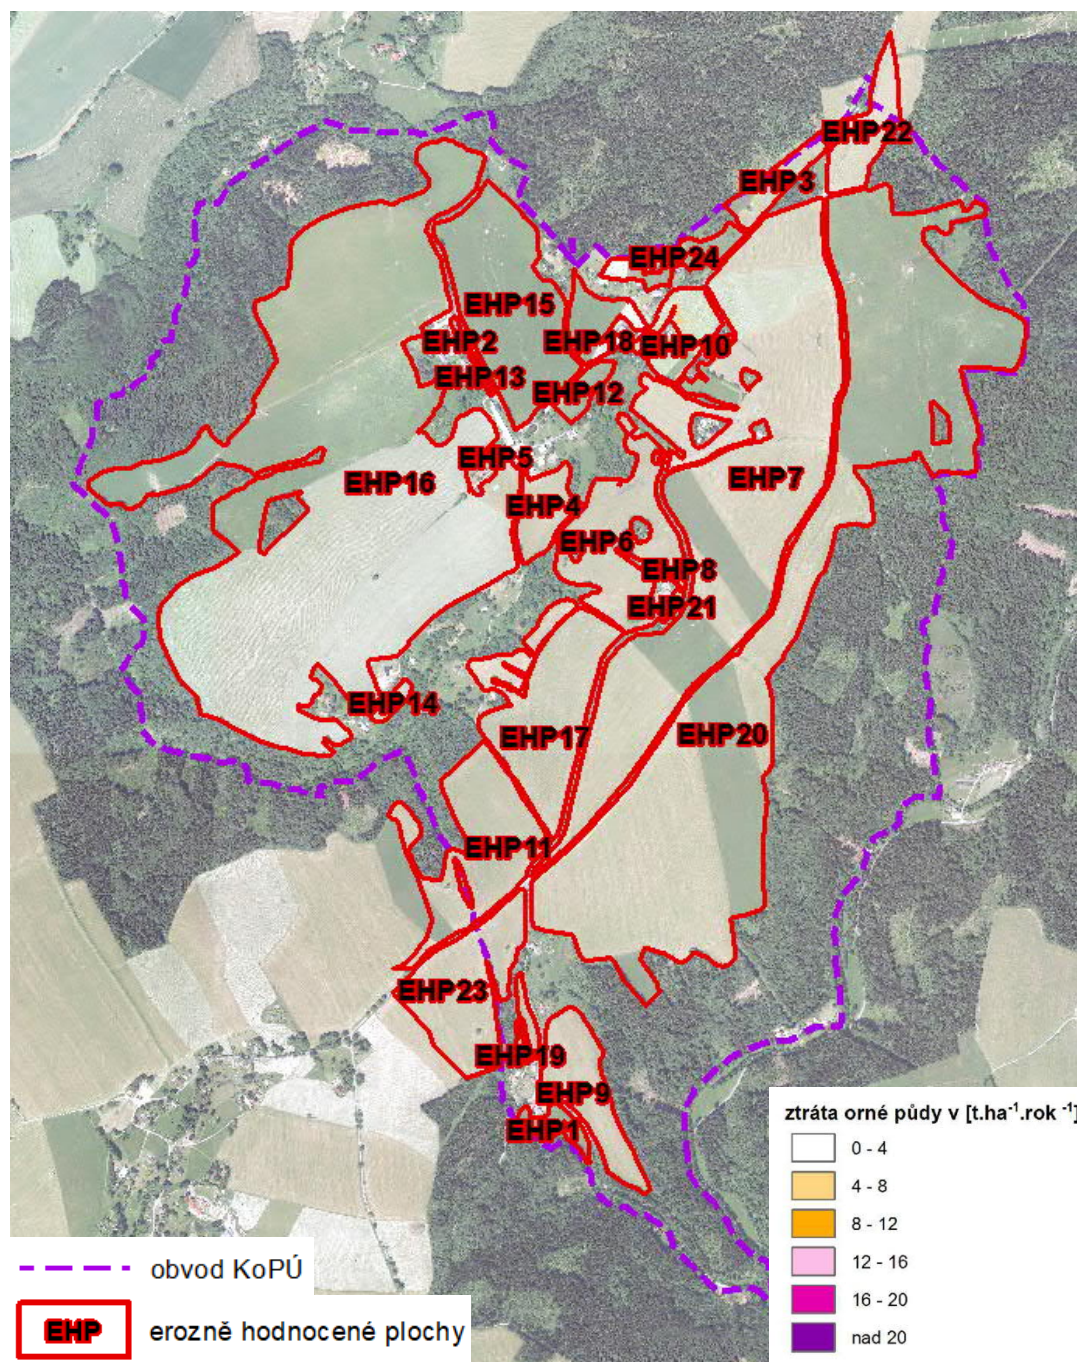 EHP22
EHP3
EHP24
EHP15
EHP2
EHP18
EHP10
EHP13
EHP12
EHP5
EHP16
EHP7
EHP4
EHP6
EHP8
EHP21
EHP14
EHP17
EHP20
EHP11
EHP23
EHP19
EHP9
EHP1
ztráta orné půdy v [t.ha⁻¹.rok ⁻¹]
0 - 4
4 - 8
8 - 12
12 - 16
16 - 20
nad 20
obvod KoPÚ
EHP erozně hodnocené plochy